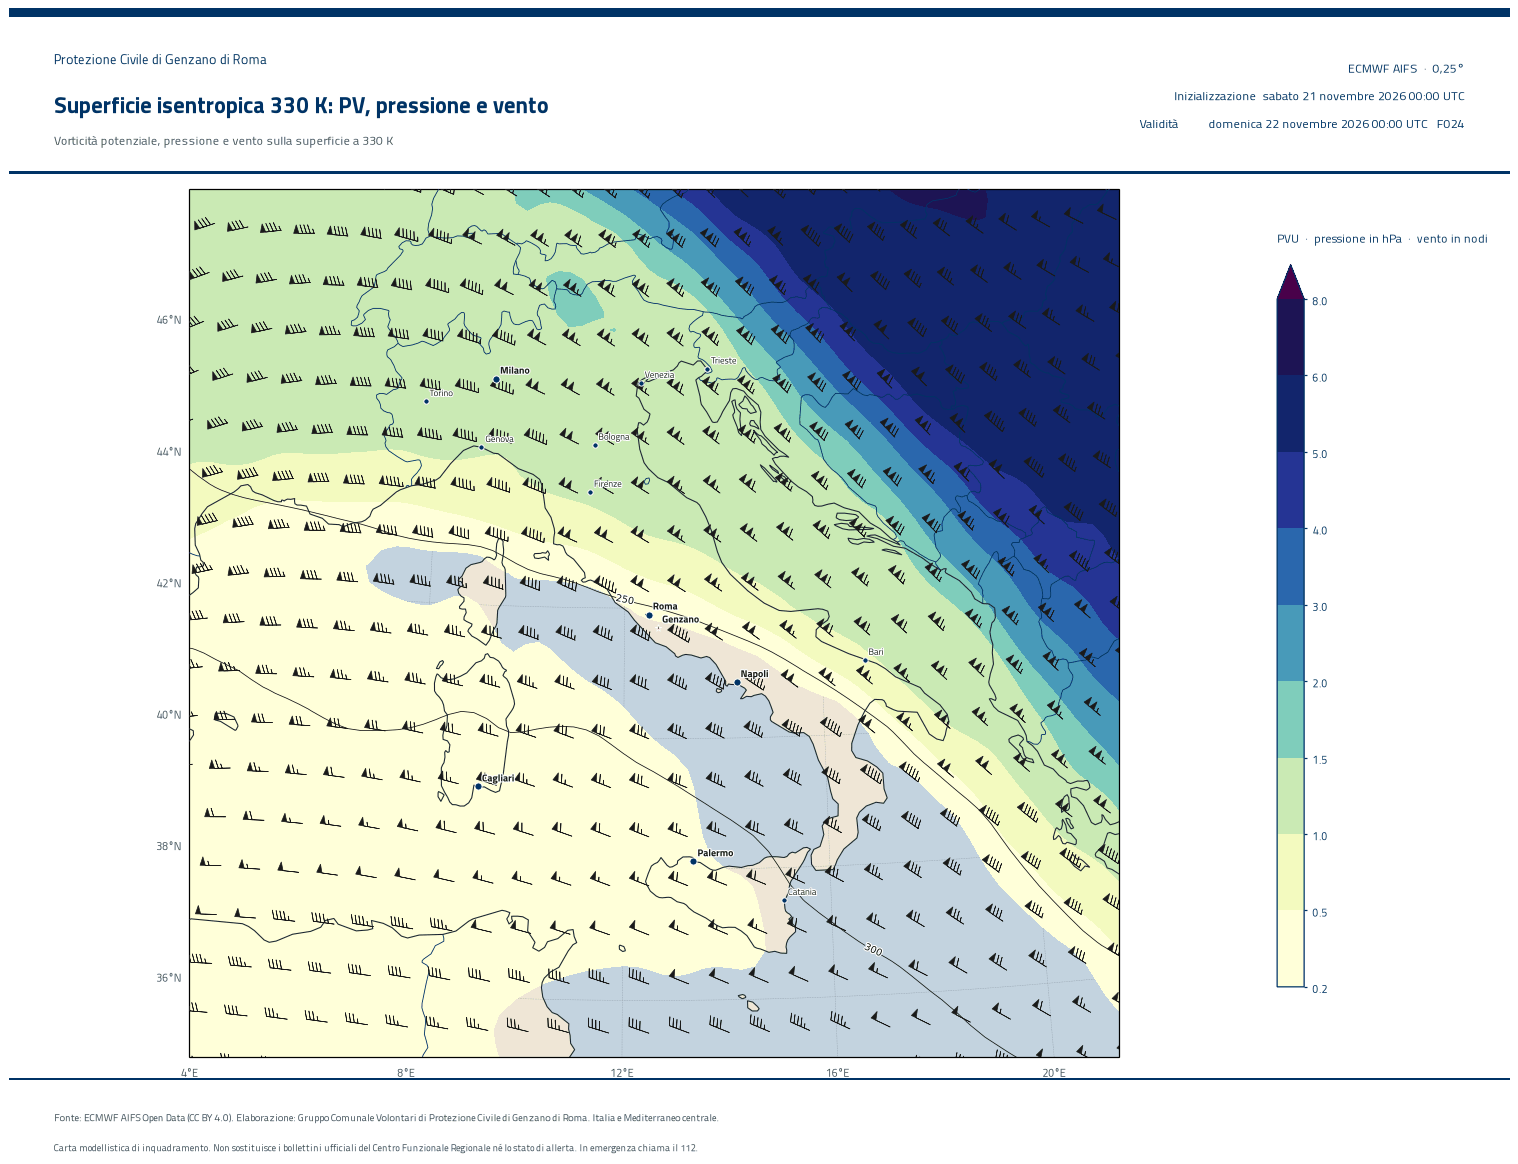 Protezione Civile di Genzano di Roma
Superficie isentropica 330 K: PV, pressione e vento
Vorticità potenziale, pressione e vento sulla superficie a 330 K
ECMWF AIFS · 0,25°
Inizializzazione sabato 21 novembre 2026 00:00 UTC
Validità domenica 22 novembre 2026 00:00 UTC F024
PVU · pressione in hPa · vento in nodi
8.0
6.0
5.0
4.0
3.0
2.0
1.5
1.0
0.5
0.2
46°N
44°N
42°N
40°N
38°N
36°N
4°E
8°E
12°E
16°E
20°E
Trieste
Milano
Venezia
Torino
Genova
Bologna
Firenze
250
Roma
Genzano
Bari
Napoli
Cagliari
Palermo
Catania
300
Fonte: ECMWF AIFS Open Data (CC BY 4.0). Elaborazione: Gruppo Comunale Volontari di Protezione Civile di Genzano di Roma. Italia e Mediterraneo centrale.
Carta modellistica di inquadramento. Non sostituisce i bollettini ufficiali del Centro Funzionale Regionale né lo stato di allerta. In emergenza chiama il 112.